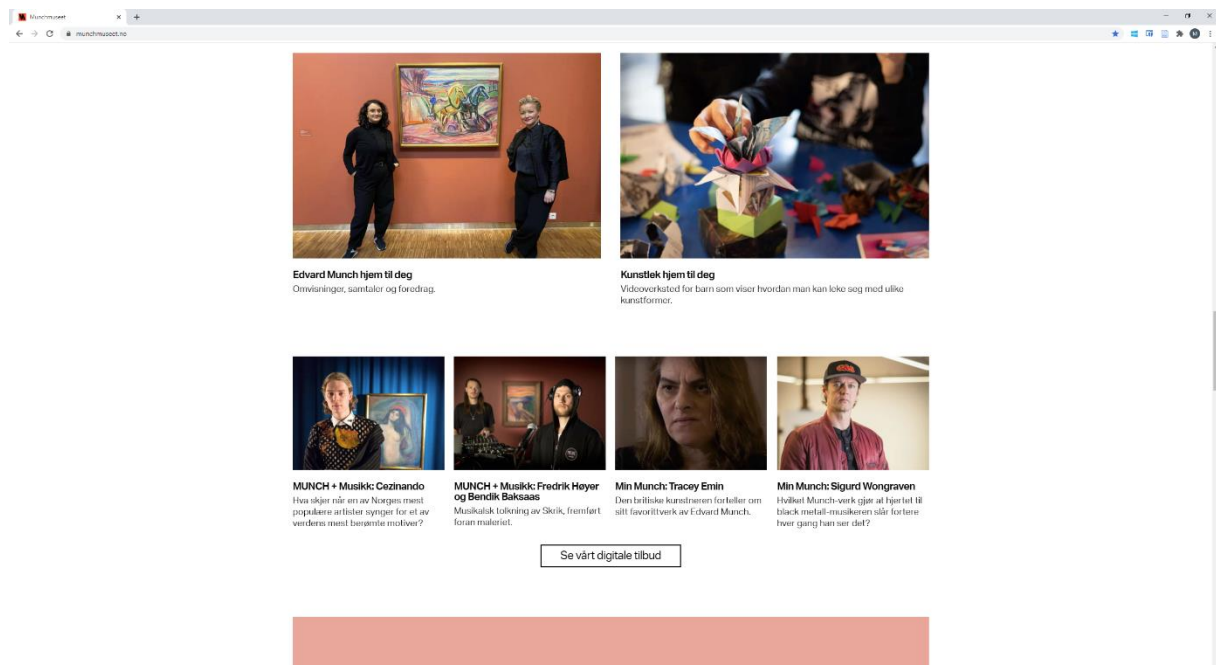 Munchmuseet
munchmuseet.no
Edvard Munch hjem til deg
Omvisninger, samtaler og foredrag.
Kunstlek hjem til deg
Videoverksted for barn som viser hvordan man kan leke seg med ulike
kunstformer.
MUNCH + Musikk: Cezinando
Hva skjer når en av Norges mest
populære artister synger for et av
verdens mest berømte motiver?
MUNCH + Musikk: Fredrik Høyer
og Bendik Baksaas
Musikalsk tolkning av Skrik, fremført
foran maleriet.
Min Munch: Tracey Emin
Den britiske kunstneren forteller om
sitt favorittverk av Edvard Munch.
Min Munch: Sigurd Wongraven
Hvilket Munch-verk gjør at hjertet til
black metall-musikeren slår fortere
hver gang han ser det?
Se vårt digitale tilbud